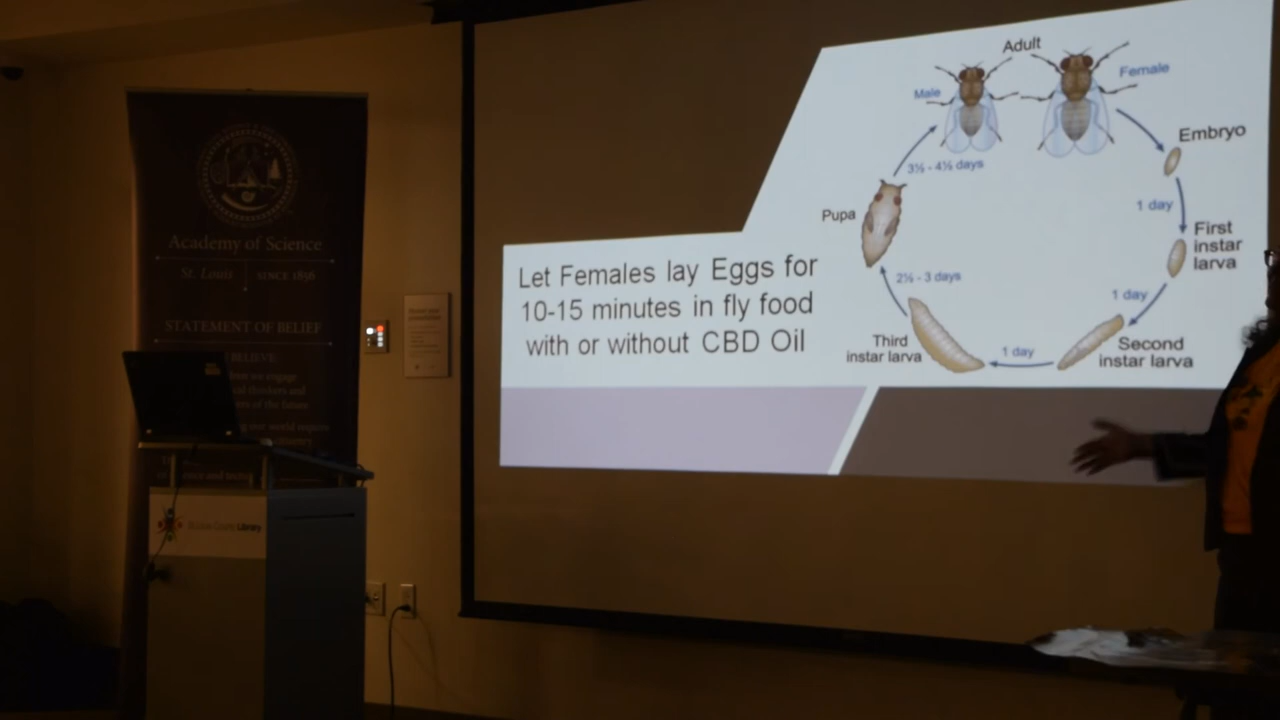 Academy of Science
St. Louis
SINCE 1856
STATEMENT OF BELIEF
BELIEVE
Library
Let Females lay Eggs for
10-15 minutes in fly food
with or without CBD Oil
Adult
Male
Female
Embryo
1 day
First
instar
larva
1 day
Second
instar larva
1 day
Third
instar larva
2½ - 3 days
Pupa
3½ - 4½ days